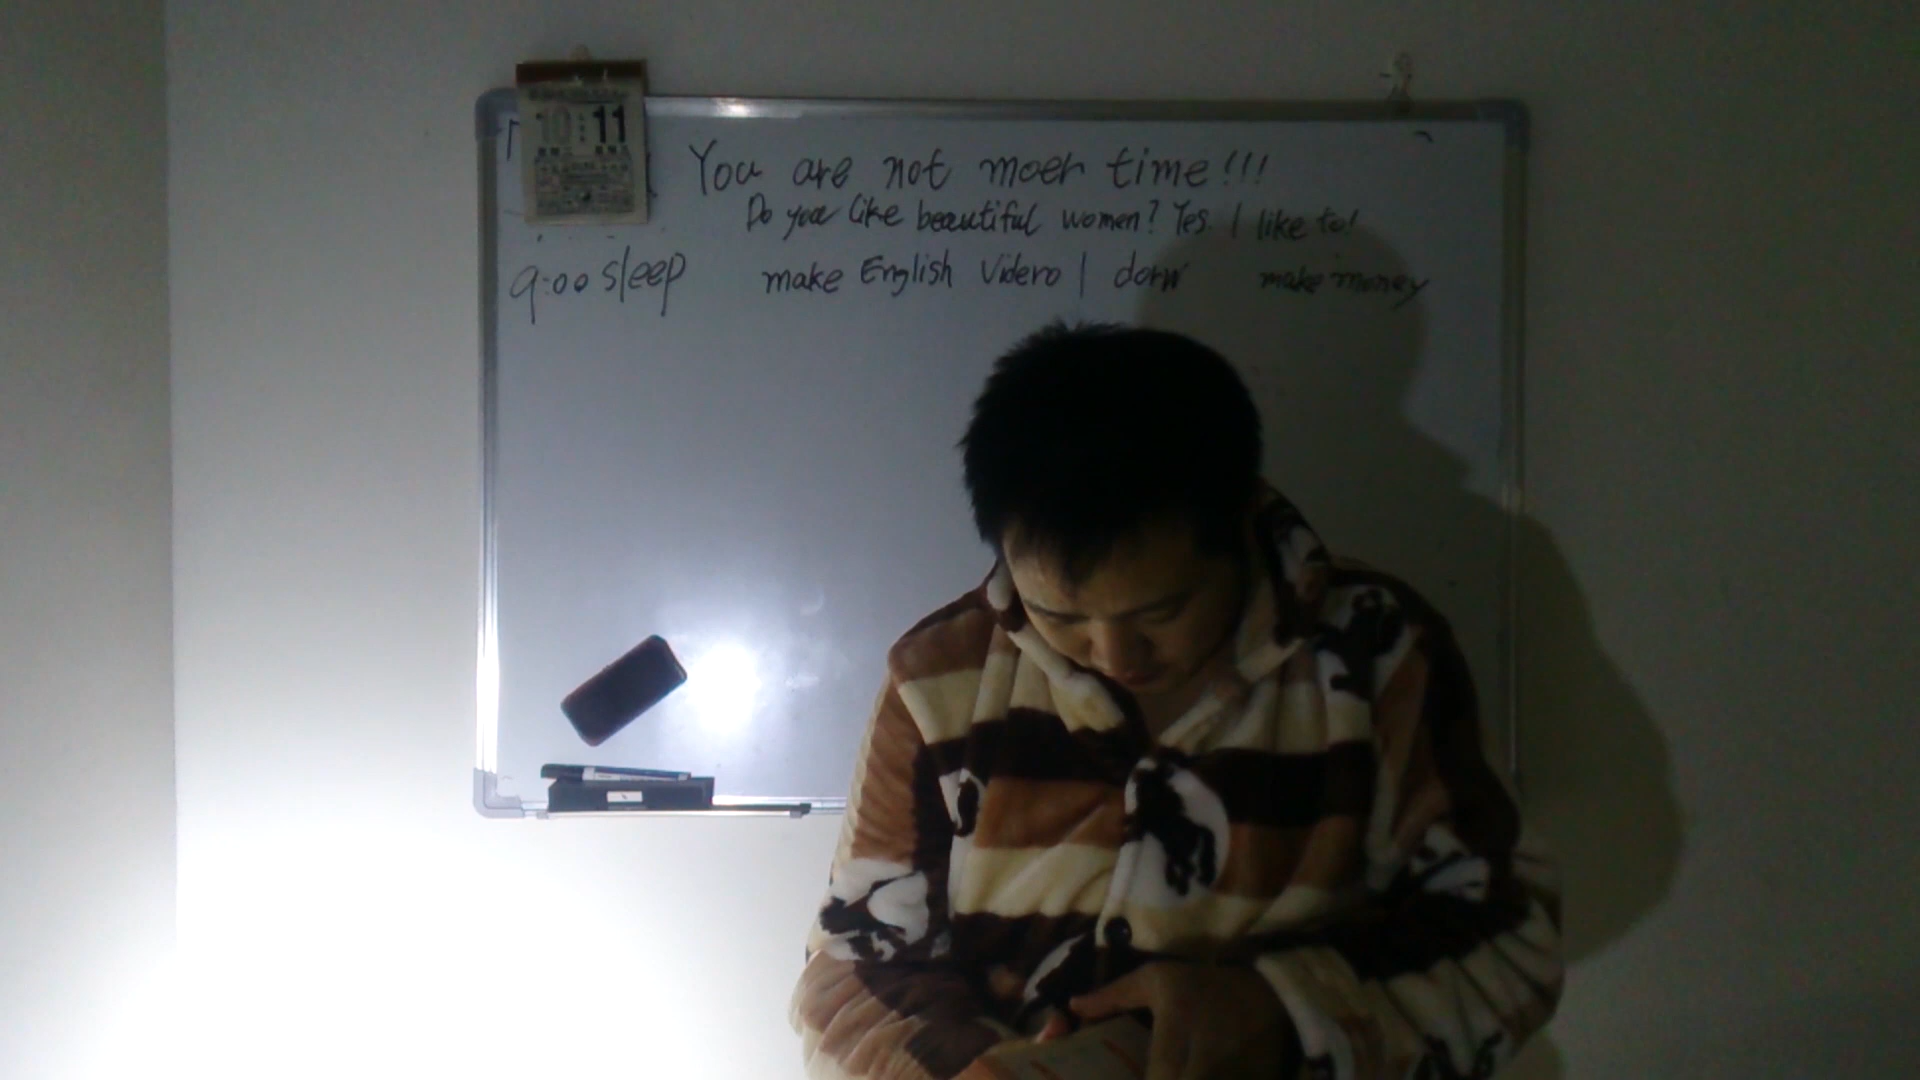 10 11
You are not moer time!!!
Do you like beautiful women? Yes. I like to!
9:00 sleep make English Videro | dorw make money